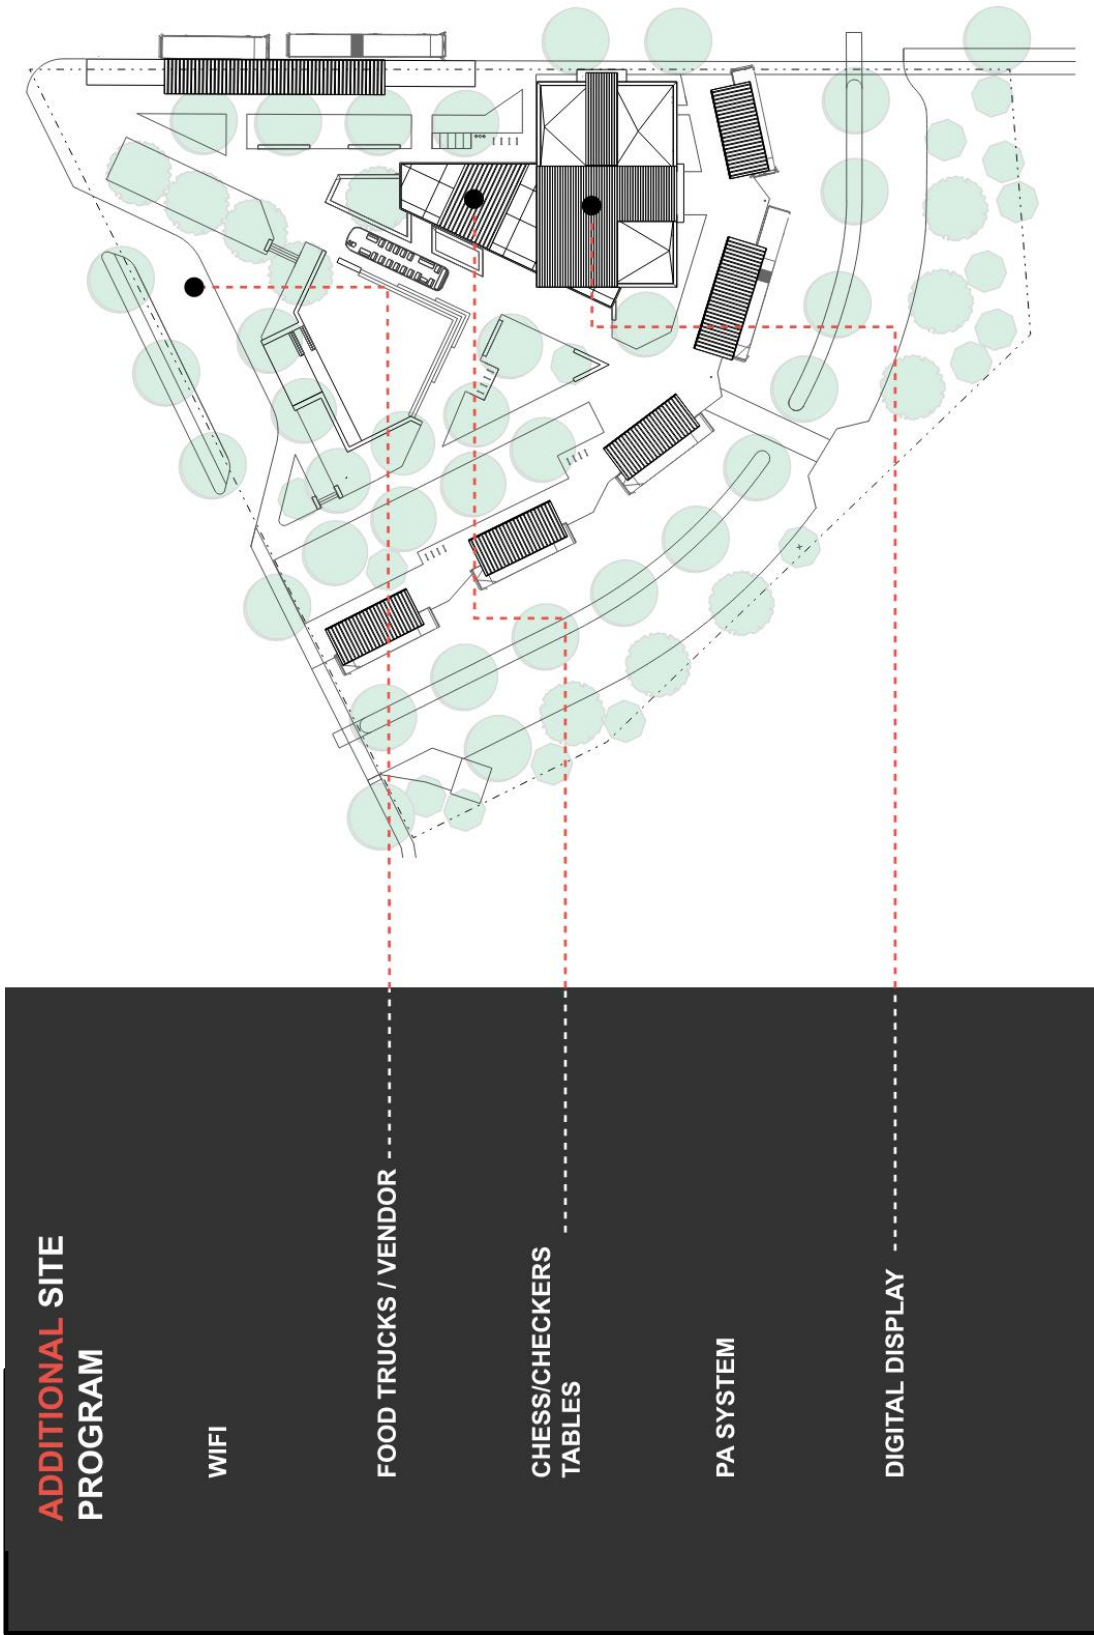 ADDITIONAL SITE
PROGRAM
WIFI
FOOD TRUCKS / VENDOR
CHESS/CHECKERS
TABLES
PA SYSTEM
DIGITAL DISPLAY